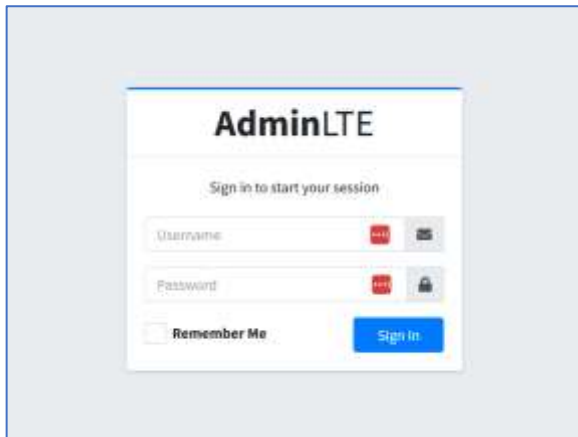 AdminLTE
Sign in to start your session
Username
Password
Remember Me
Sign In